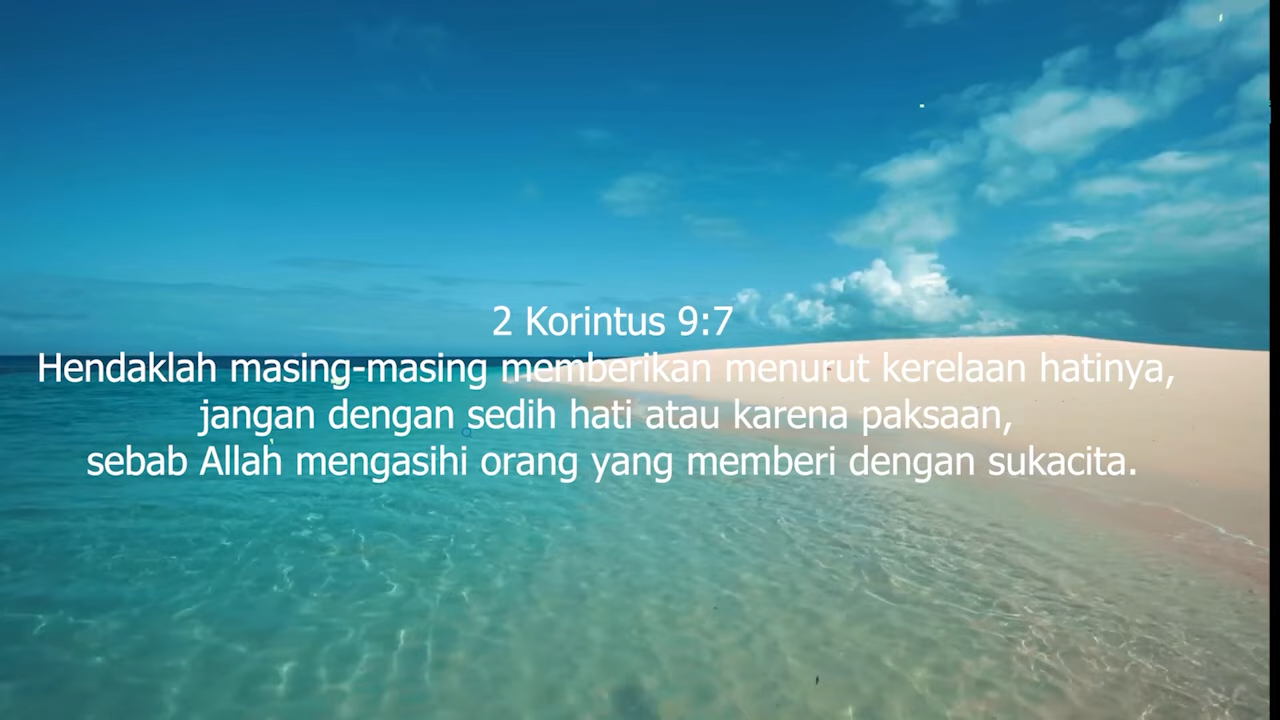 2 Korintus 9:7
Hendaklah masing-masing memberikan menurut kerelaan hatinya,
jangan dengan sedih hati atau karena paksaan,
sebab Allah mengasihi orang yang memberi dengan sukacita.